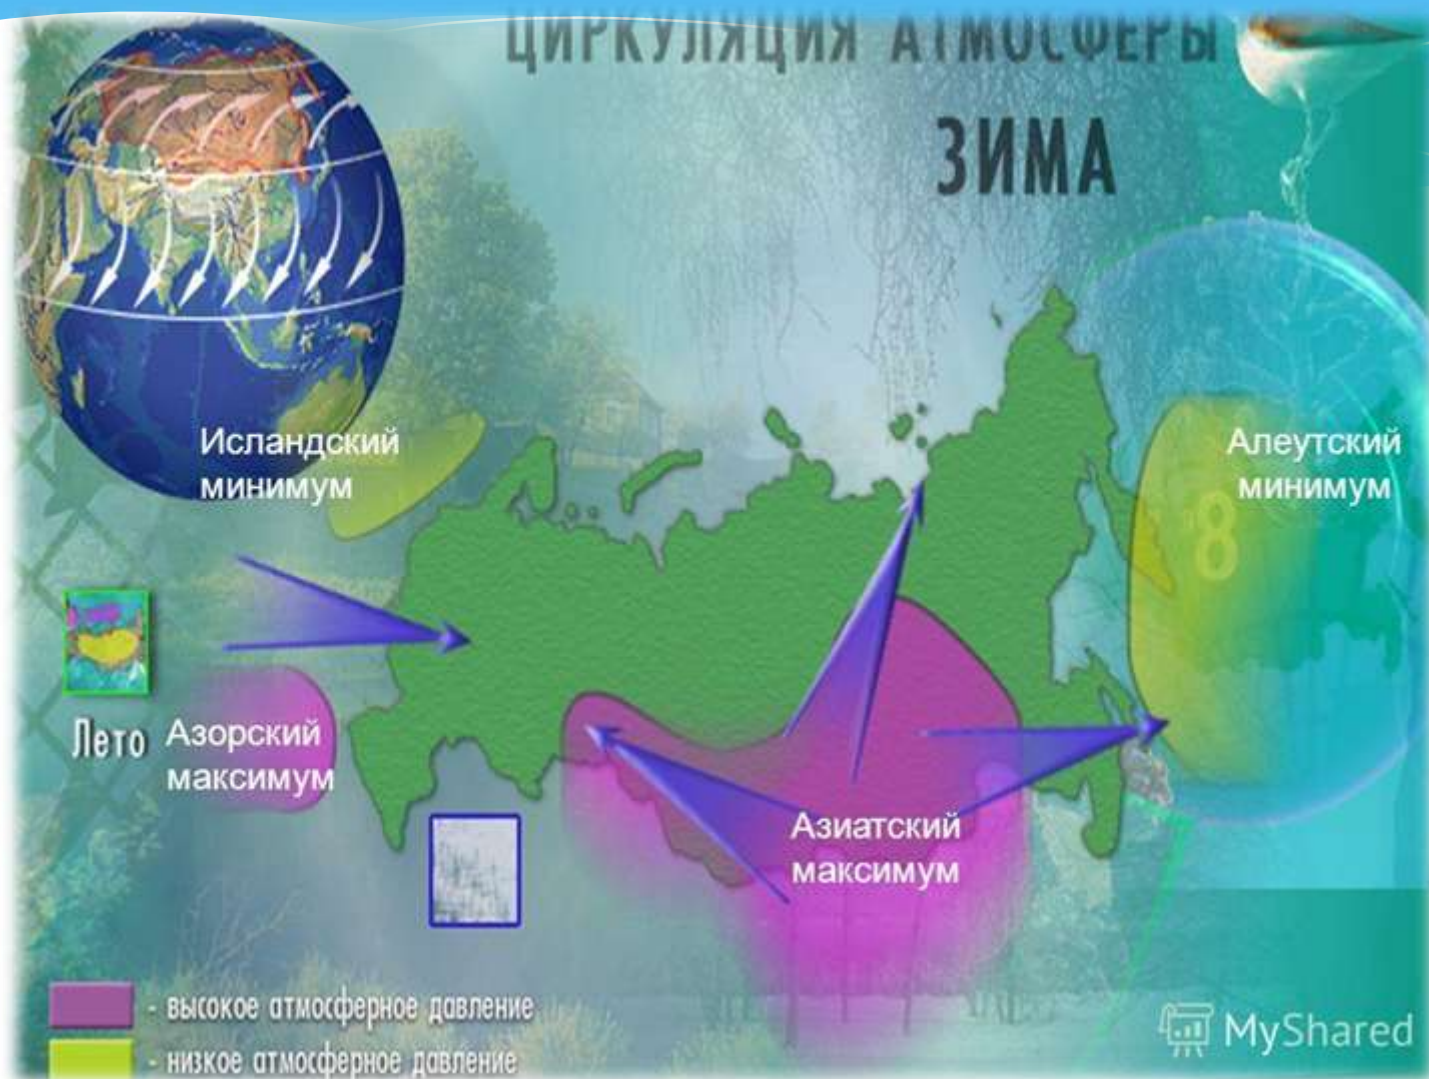 ЦИРКУЛЯЦИЯ АТМОСФЕРЫ
ЗИМА
Исландский
минимум
Алеутский
минимум
8
Лето
Азорский
максимум
Азиатский
максимум
- высокое атмосферное давление
- низкое атмосферное давление
MyShared